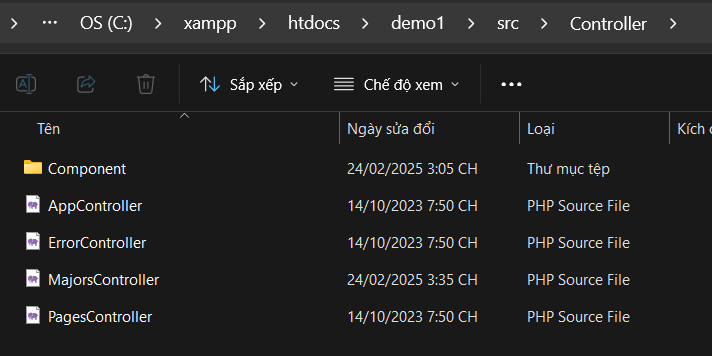 OS (C:) xampp htdocs demo1 src Controller
Sắp xếp Chế độ xem
Tên Ngày sửa đổi Loại Kích
Component 24/02/2025 3:05 CH Thư mục tệp
AppController 14/10/2023 7:50 CH PHP Source File
ErrorController 14/10/2023 7:50 CH PHP Source File
MajorsController 24/02/2025 3:35 CH PHP Source File
PagesController 14/10/2023 7:50 CH PHP Source File